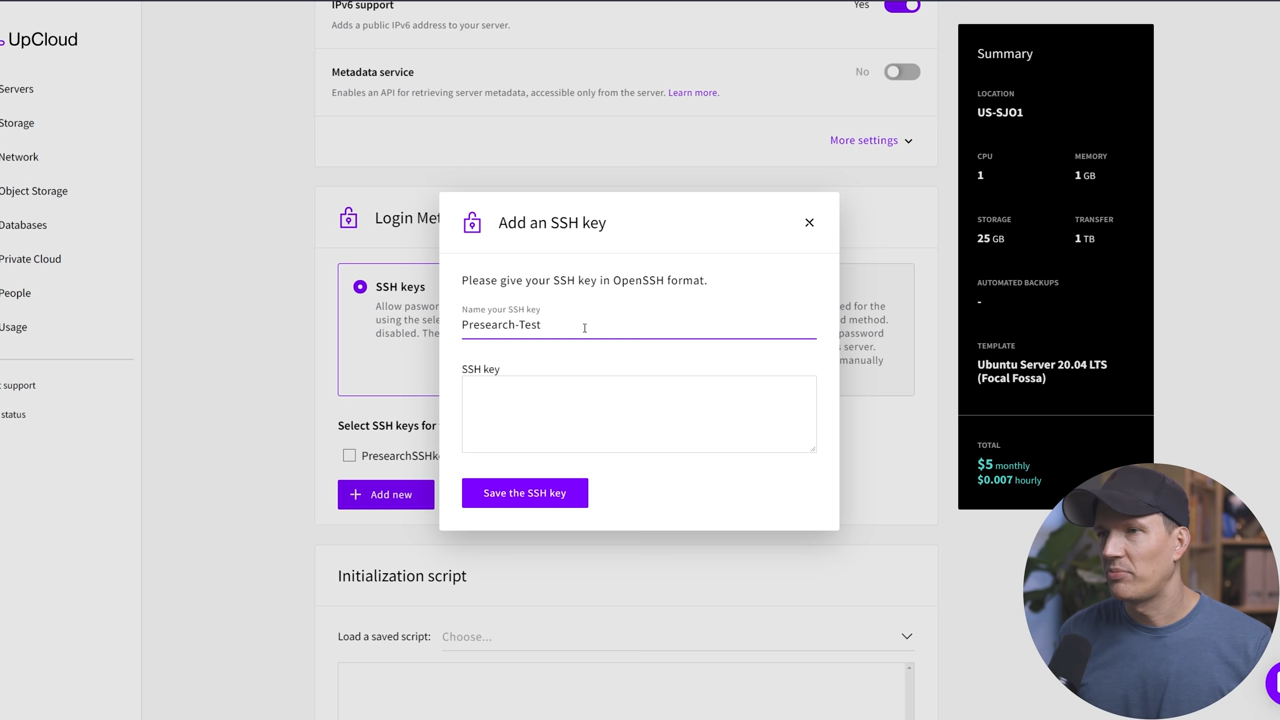 IPv6 support
Yes
Adds a public IPv6 address to your server.
UpCloud
Metadata service
No
Enables an API for retrieving server metadata, accessible only from the server. Learn more.
More settings
Servers
Storage
Network
Object Storage
Databases
Private Cloud
People
Usage
support
status
Login Met
SSH keys
Allow
using the sele
disabled. The
ed for the
d method.
password
s server.
manually
Select SSH keys for
PresearchSSHk
Add new
Add an SSH key
Please give your SSH key in OpenSSH format.
Name your SSH key
Presearch-Test
SSH key
Save the SSH key
Initialization script
Load a saved script:
Choose...
Summary
LOCATION
US-SJO1
CPU
MEMORY
1
1 GB
STORAGE
TRANSFER
25 GB
1 TB
AUTOMATED BACKUPS
-
TEMPLATE
Ubuntu Server 20.04 LTS
(Focal Fossa)
TOTAL
$5 monthly
$0.007 hourly